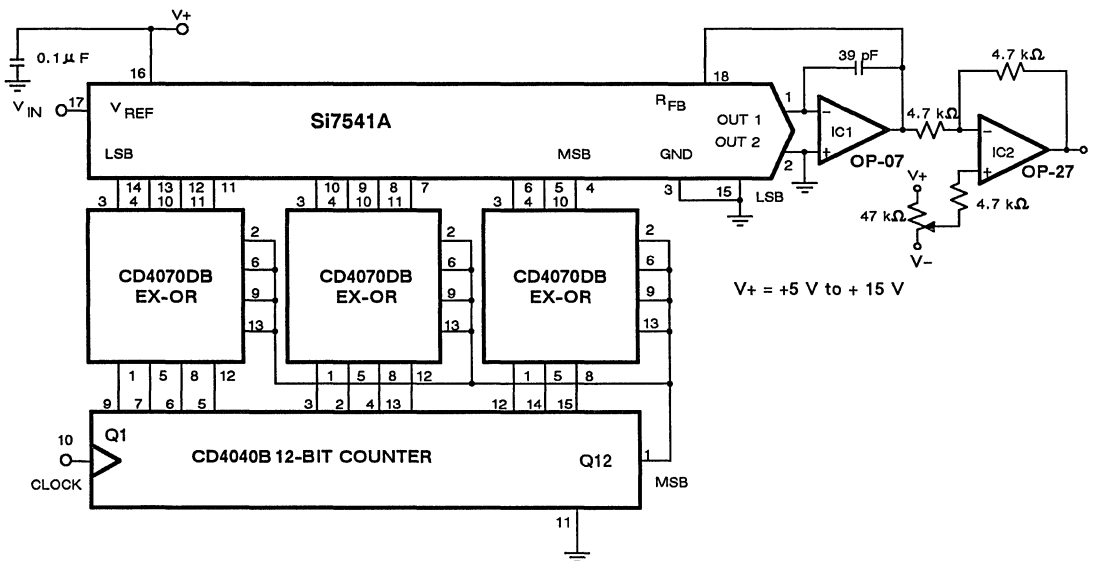 V+
0.1 µF
16
17
V IN
V REF
Si7541A
LSB
MSB
R FB
18
OUT 1
OUT 2
GND
1
2
39 pF
IC1
OP-07
4.7 kΩ
4.7 kΩ
IC2
OP-27
V+
47 kΩ
V−
4.7 kΩ
3
15
LSB
14 13 12 11
3 4 10 11
10 9 8 7
3 4 10 11
6 5 4
3 4 10
CD4070DB
EX-OR
2
6
9
13
CD4070DB
EX-OR
2
6
9
13
CD4070DB
EX-OR
2
6
9
13
V+ = +5 V to + 15 V
1 5 8 12
9 7 6 5
1 5 8 12
3 2 4 13
1 5 8
12 14 15
10
CLOCK
Q1
CD4040B 12-BIT COUNTER
Q12
1
MSB
11